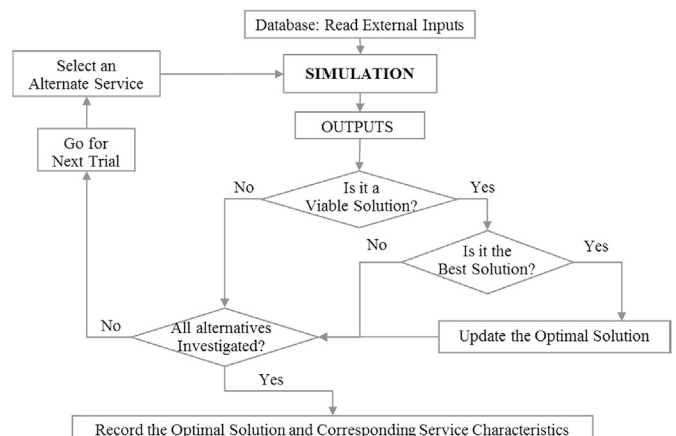 Database: Read External Inputs
Select an
Alternate Service
SIMULATION
OUTPUTS
Go for
Next Trial
No
Is it a
Viable Solution?
Yes
No
Is it the
Best Solution?
Yes
No
All alternatives
Investigated?
Update the Optimal Solution
Yes
Record the Optimal Solution and Corresponding Service Characteristics